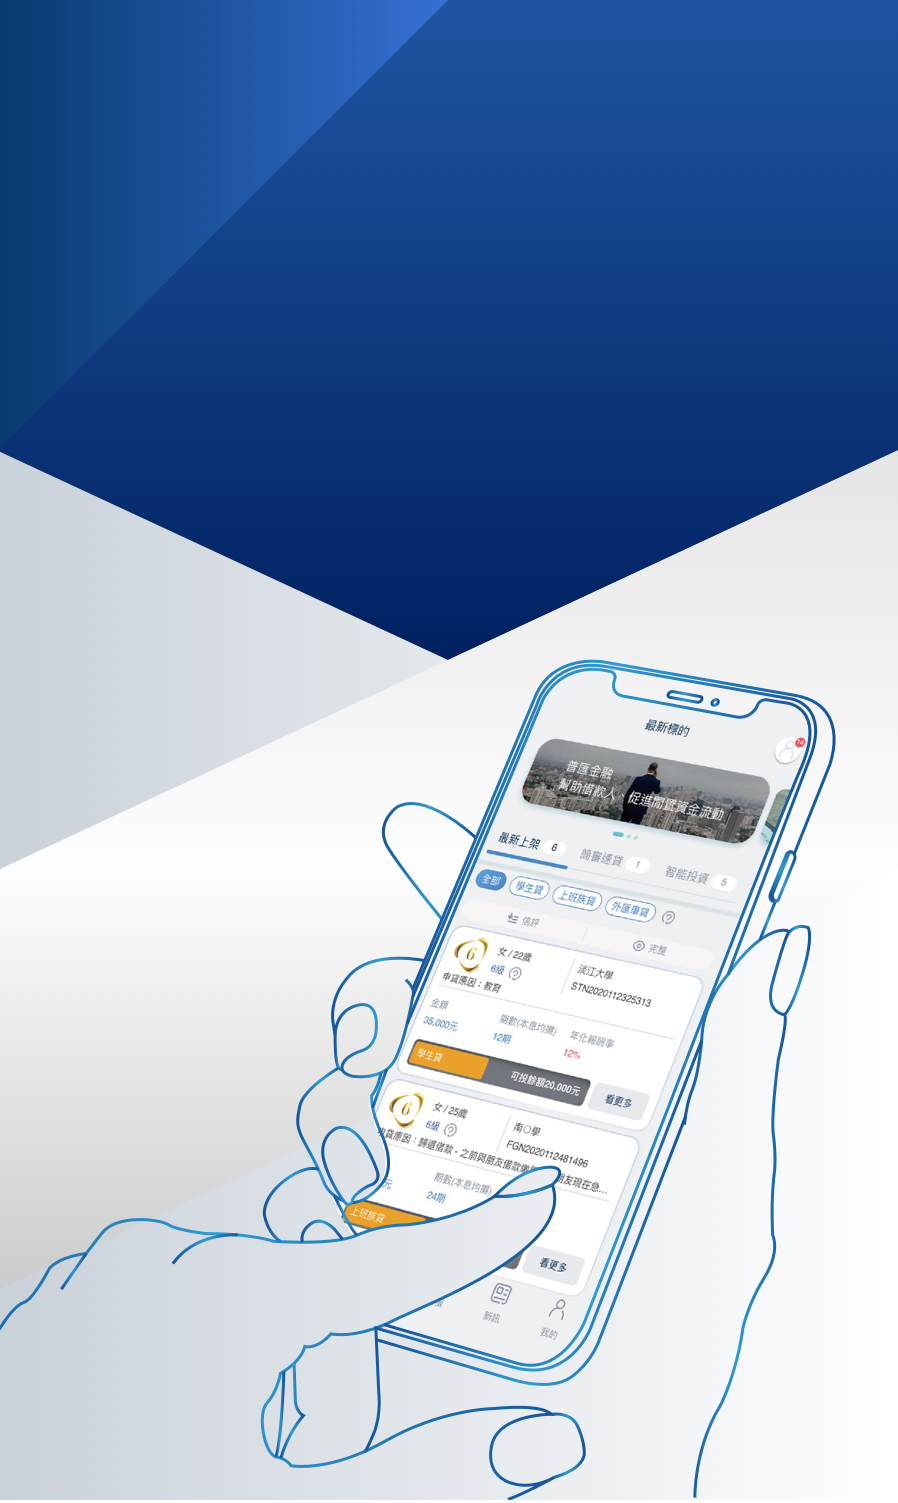 最新標的
74
普匯金融
幫助借款人、促進閒置資金流動
最新上架 6 簡審速貸 1 智能投資 5
全部 學生貸 上班族貸 外匯車貸
信評 完整
6 女 / 22歲 淡江大學
6級 STN2020112325313
申貸原因：教育
金額 期數(本息均攤) 年化報酬率
35,000元 12期 12%
學生貸 可投餘額20,000元 看更多
6 女 / 25歲 南○學
6級 FGN2020112481496
申貸原因：歸還借款 - 之前與朋友借款 朋友現在急...
期數(本息均攤)
元 24期
上班族貸 看更多
新訊 我的